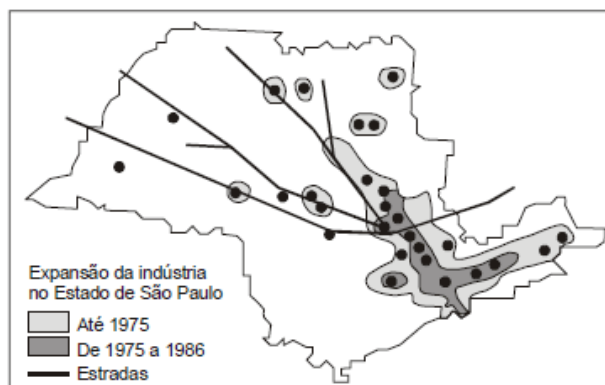 Expansão da indústria
no Estado de São Paulo
Até 1975
De 1975 a 1986
Estradas